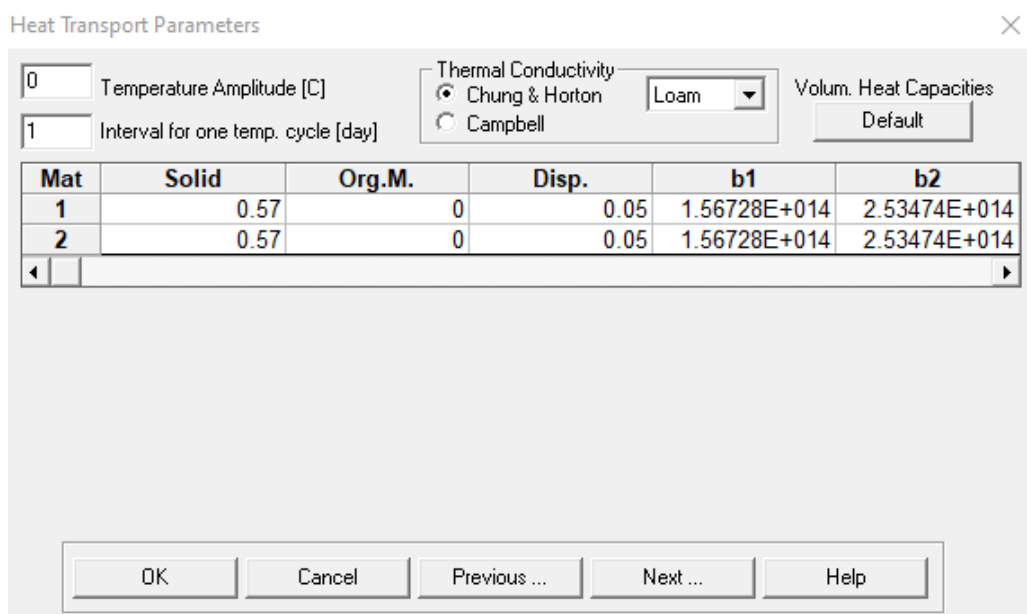 Heat Transport Parameters
0 Temperature Amplitude [C]
1 Interval for one temp. cycle [day]
Thermal Conductivity
Chung & Horton
Campbell
Loam
Volum. Heat Capacities
Default
Mat Solid Org.M. Disp. b1 b2
1 0.57 0 0.05 1.56728E+014 2.53474E+014
2 0.57 0 0.05 1.56728E+014 2.53474E+014
OK Cancel Previous ... Next ... Help